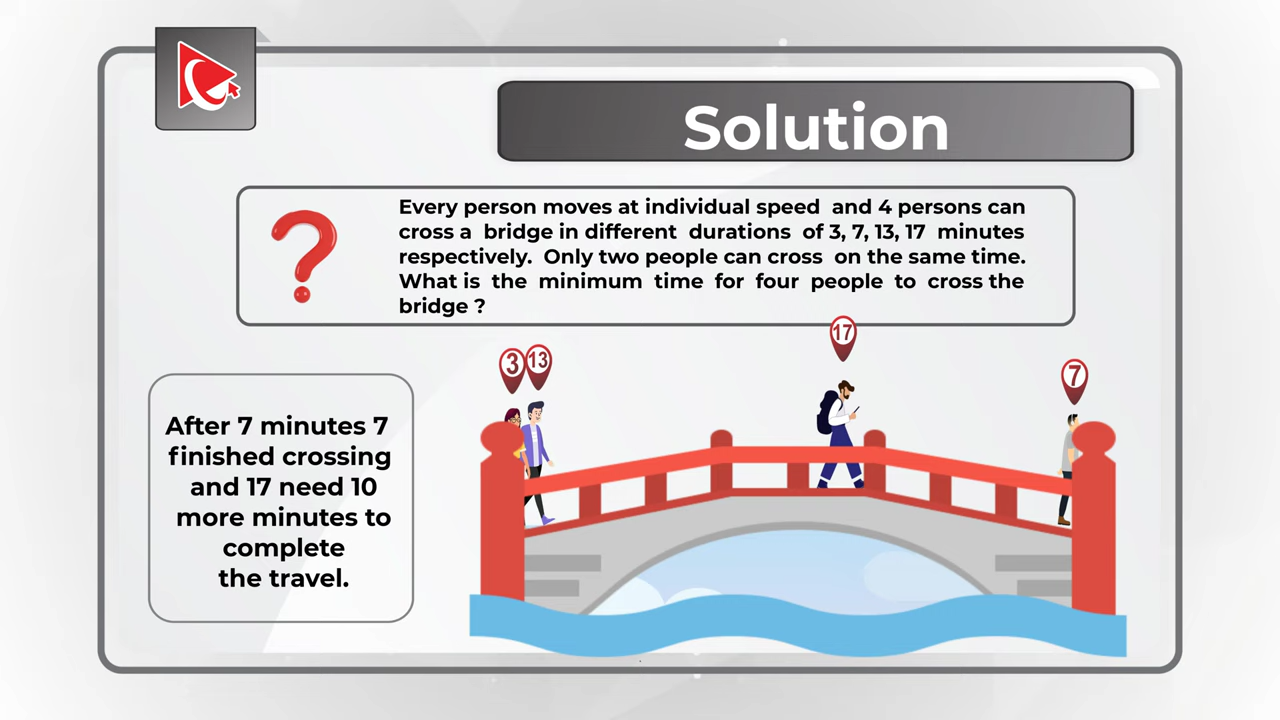 Solution
Every person moves at individual speed and 4 persons can
cross a bridge in different durations of 3, 7, 13, 17 minutes
respectively. Only two people can cross on the same time.
What is the minimum time for four people to cross the
bridge ?
17
3 13
7
After 7 minutes 7
finished crossing
and 17 need 10
more minutes to
complete
the travel.